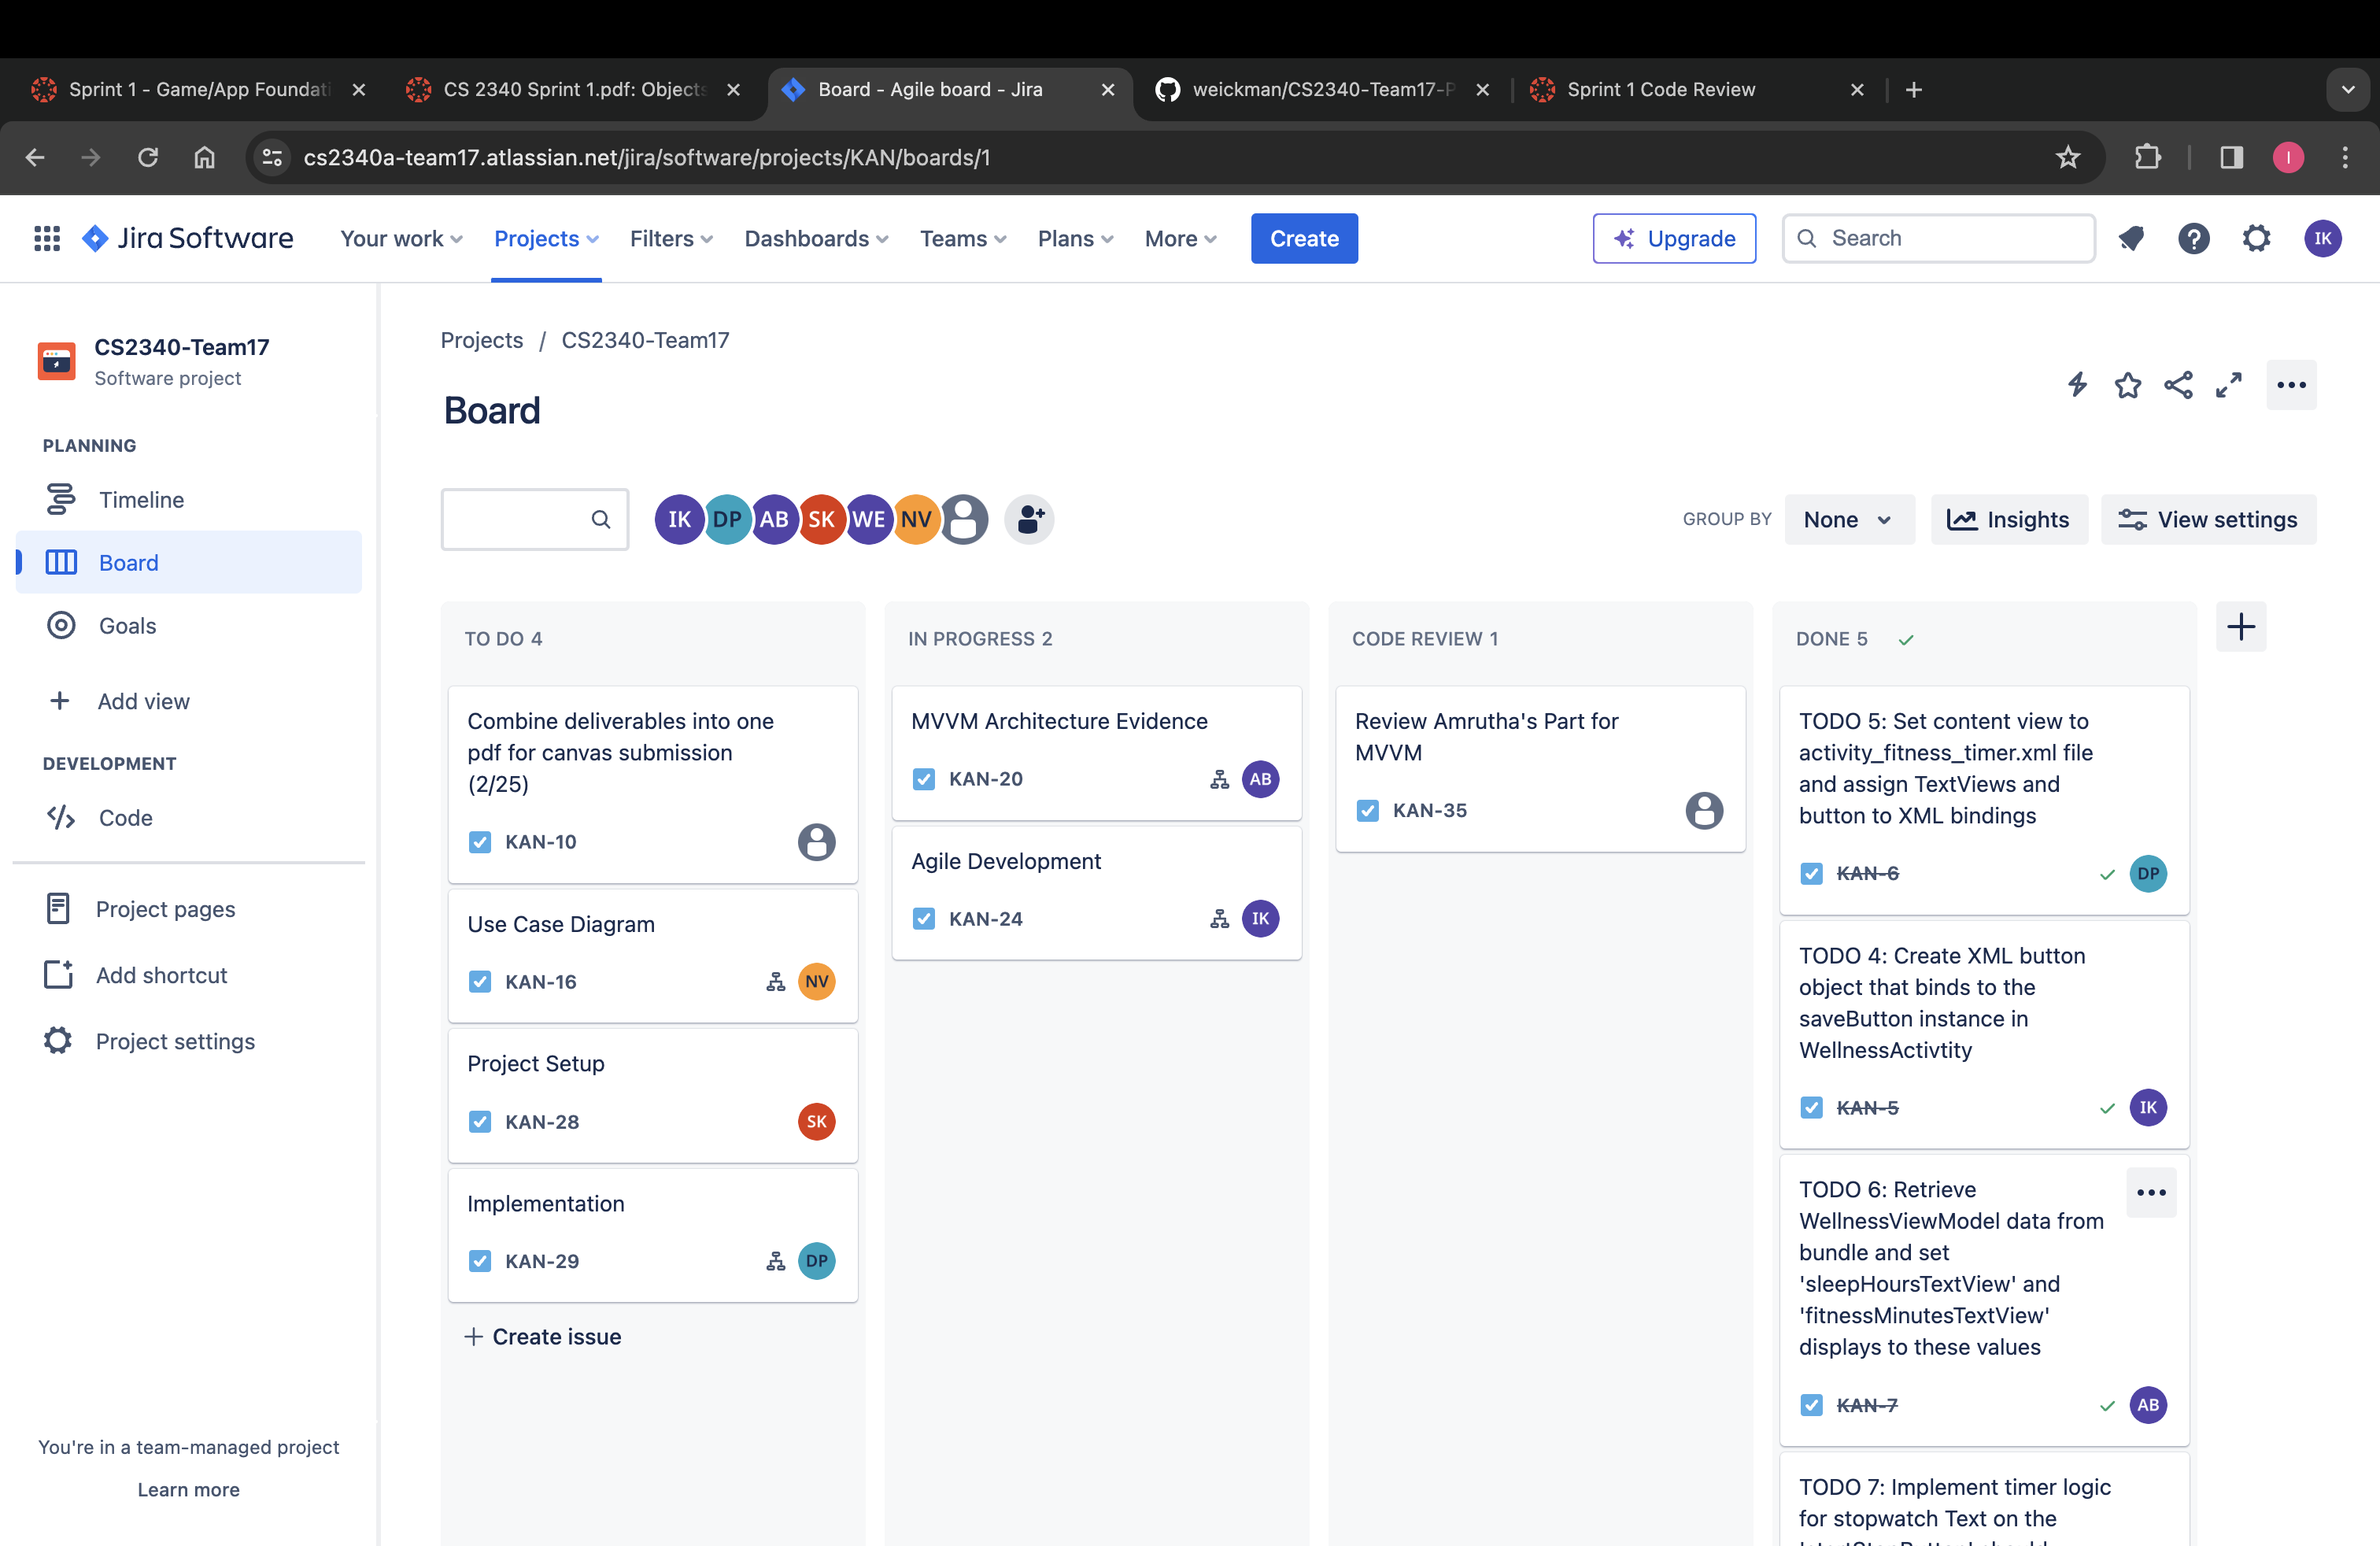 Sprint 1 - Game/App Foundati
CS 2340 Sprint 1.pdf: Objects
Board - Agile board - Jira
weickman/CS2340-Team17-P
Sprint 1 Code Review
cs2340a-team17.atlassian.net/jira/software/projects/KAN/boards/1
I
Jira Software
Your work
Projects
Filters
Dashboards
Teams
Plans
More
Create
Upgrade
Search
IK
CS2340-Team17
Software project
PLANNING
Timeline
Board
Goals
Add view
DEVELOPMENT
Code
Project pages
Add shortcut
Project settings
You're in a team-managed project
Learn more
Projects / CS2340-Team17
Board
IK DP AB SK WE NV
GROUP BY
None
Insights
View settings
TO DO 4
Combine deliverables into one
pdf for canvas submission
(2/25)
KAN-10
Use Case Diagram
KAN-16
NV
Project Setup
KAN-28
SK
Implementation
KAN-29
DP
Create issue
IN PROGRESS 2
MVVM Architecture Evidence
KAN-20
AB
Agile Development
KAN-24
IK
CODE REVIEW 1
Review Amrutha's Part for
MVVM
KAN-35
DONE 5
TODO 5: Set content view to
activity_fitness_timer.xml file
and assign TextViews and
button to XML bindings
KAN-6
DP
TODO 4: Create XML button
object that binds to the
saveButton instance in
WellnessActivtity
KAN-5
IK
TODO 6: Retrieve
WellnessViewModel data from
bundle and set
'sleepHoursTextView' and
'fitnessMinutesTextView'
displays to these values
KAN-7
AB
TODO 7: Implement timer logic
for stopwatch Text on the